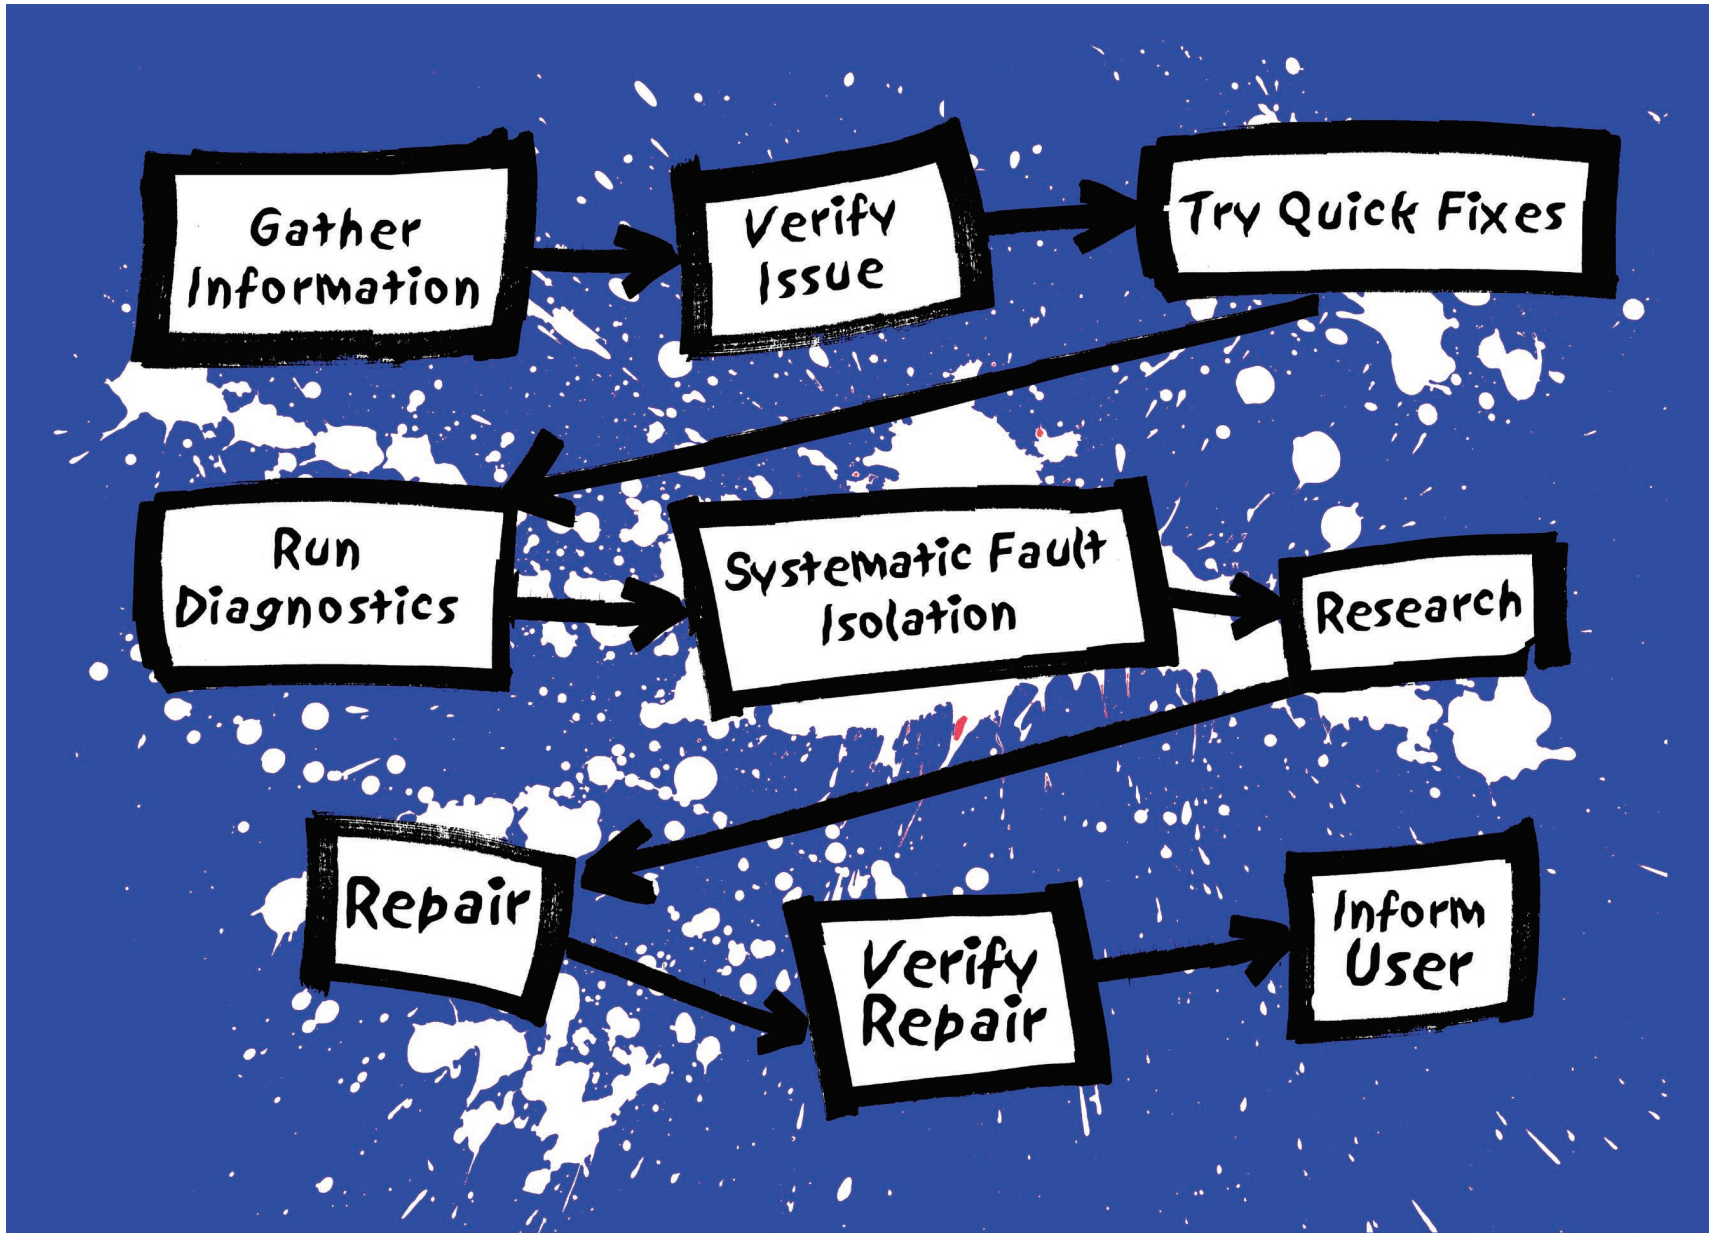 Gather
Information
Verify
Issue
Try Quick Fixes
Run
Diagnostics
Systematic Fault
Isolation
Research
Repair
Verify
Repair
Inform
User